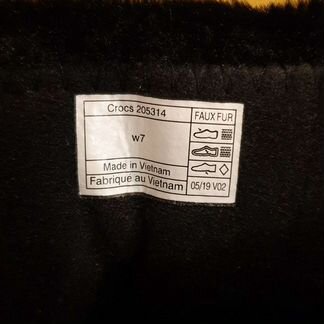 Crocs 205314
FAUX FUR
w7
Made in Vietnam
Fabriqué au Vietnam
05/19 V02